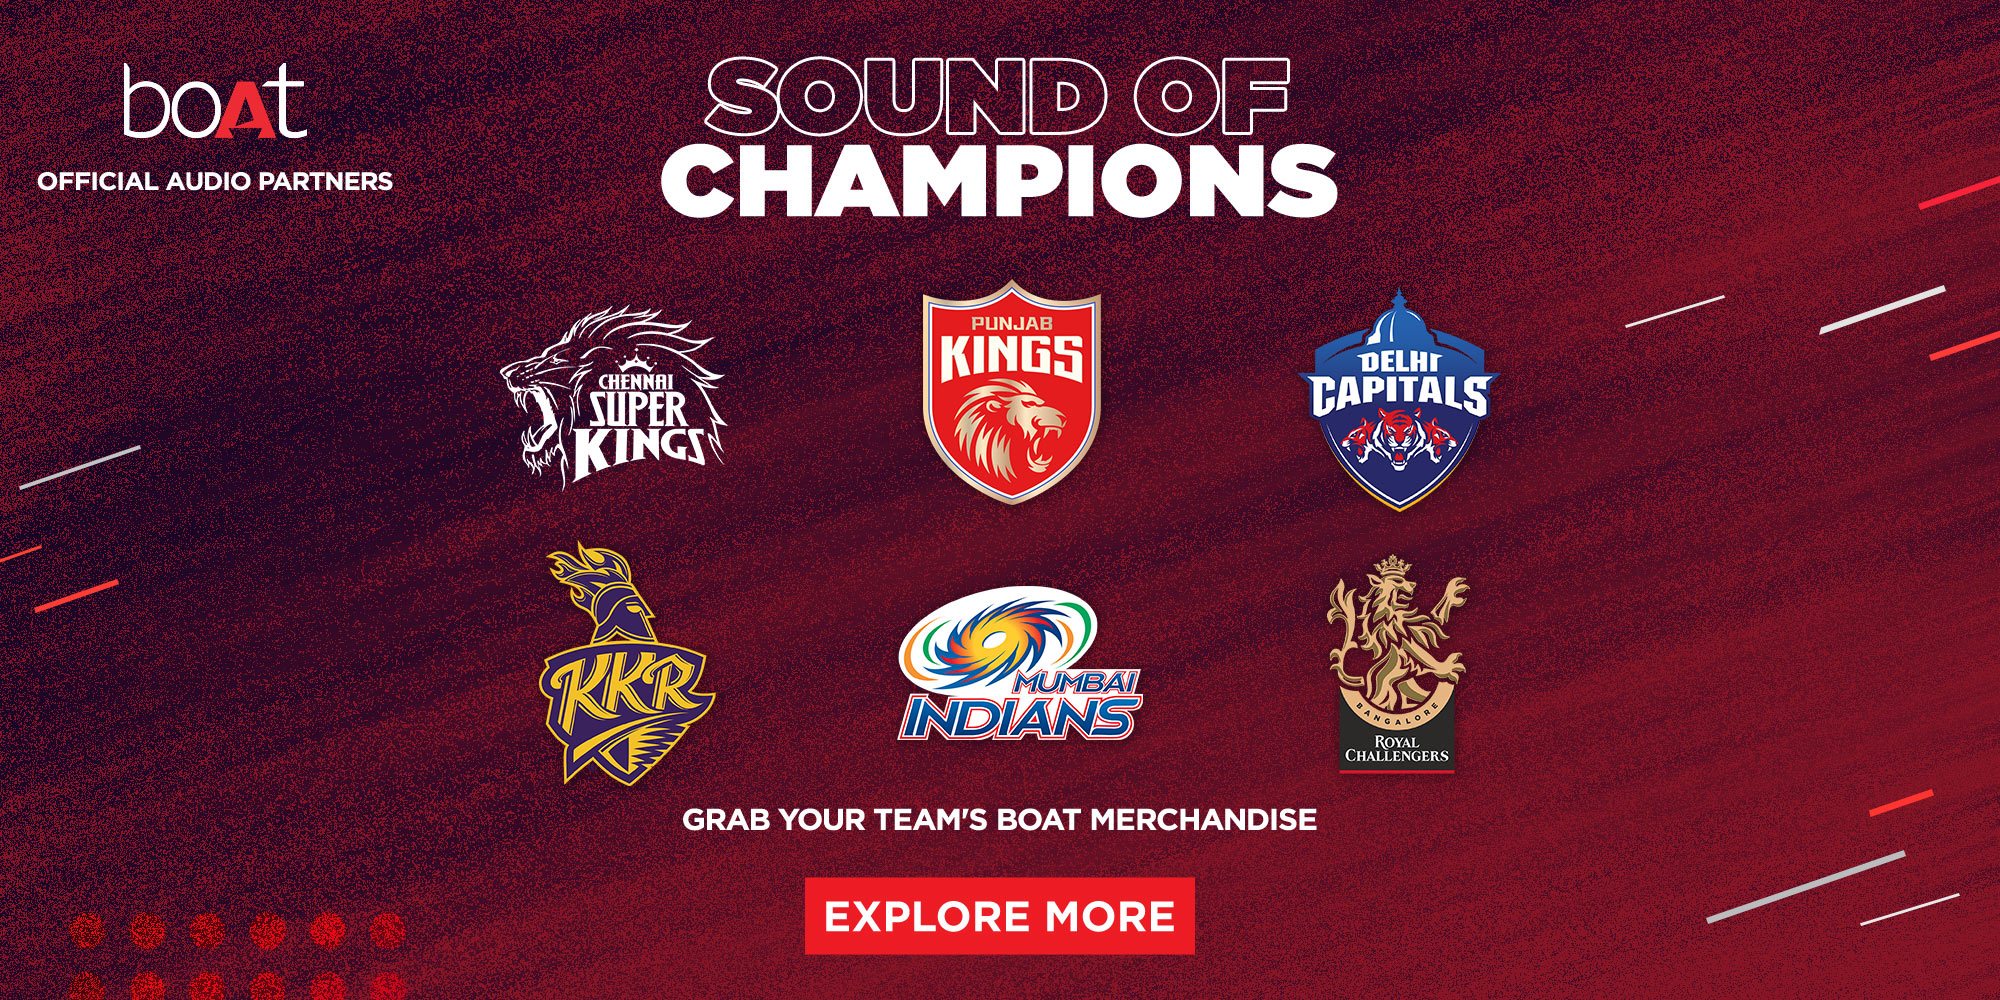 boAt
OFFICIAL AUDIO PARTNERS
SOUND OF
CHAMPIONS
CHENNAI
SUPER
KINGS
PUNJAB
KINGS
DELHI
CAPITALS
KKR
MUMBAI
INDIANS
BANGALORE
ROYAL
CHALLENGERS
GRAB YOUR TEAM'S BOAT MERCHANDISE
EXPLORE MORE